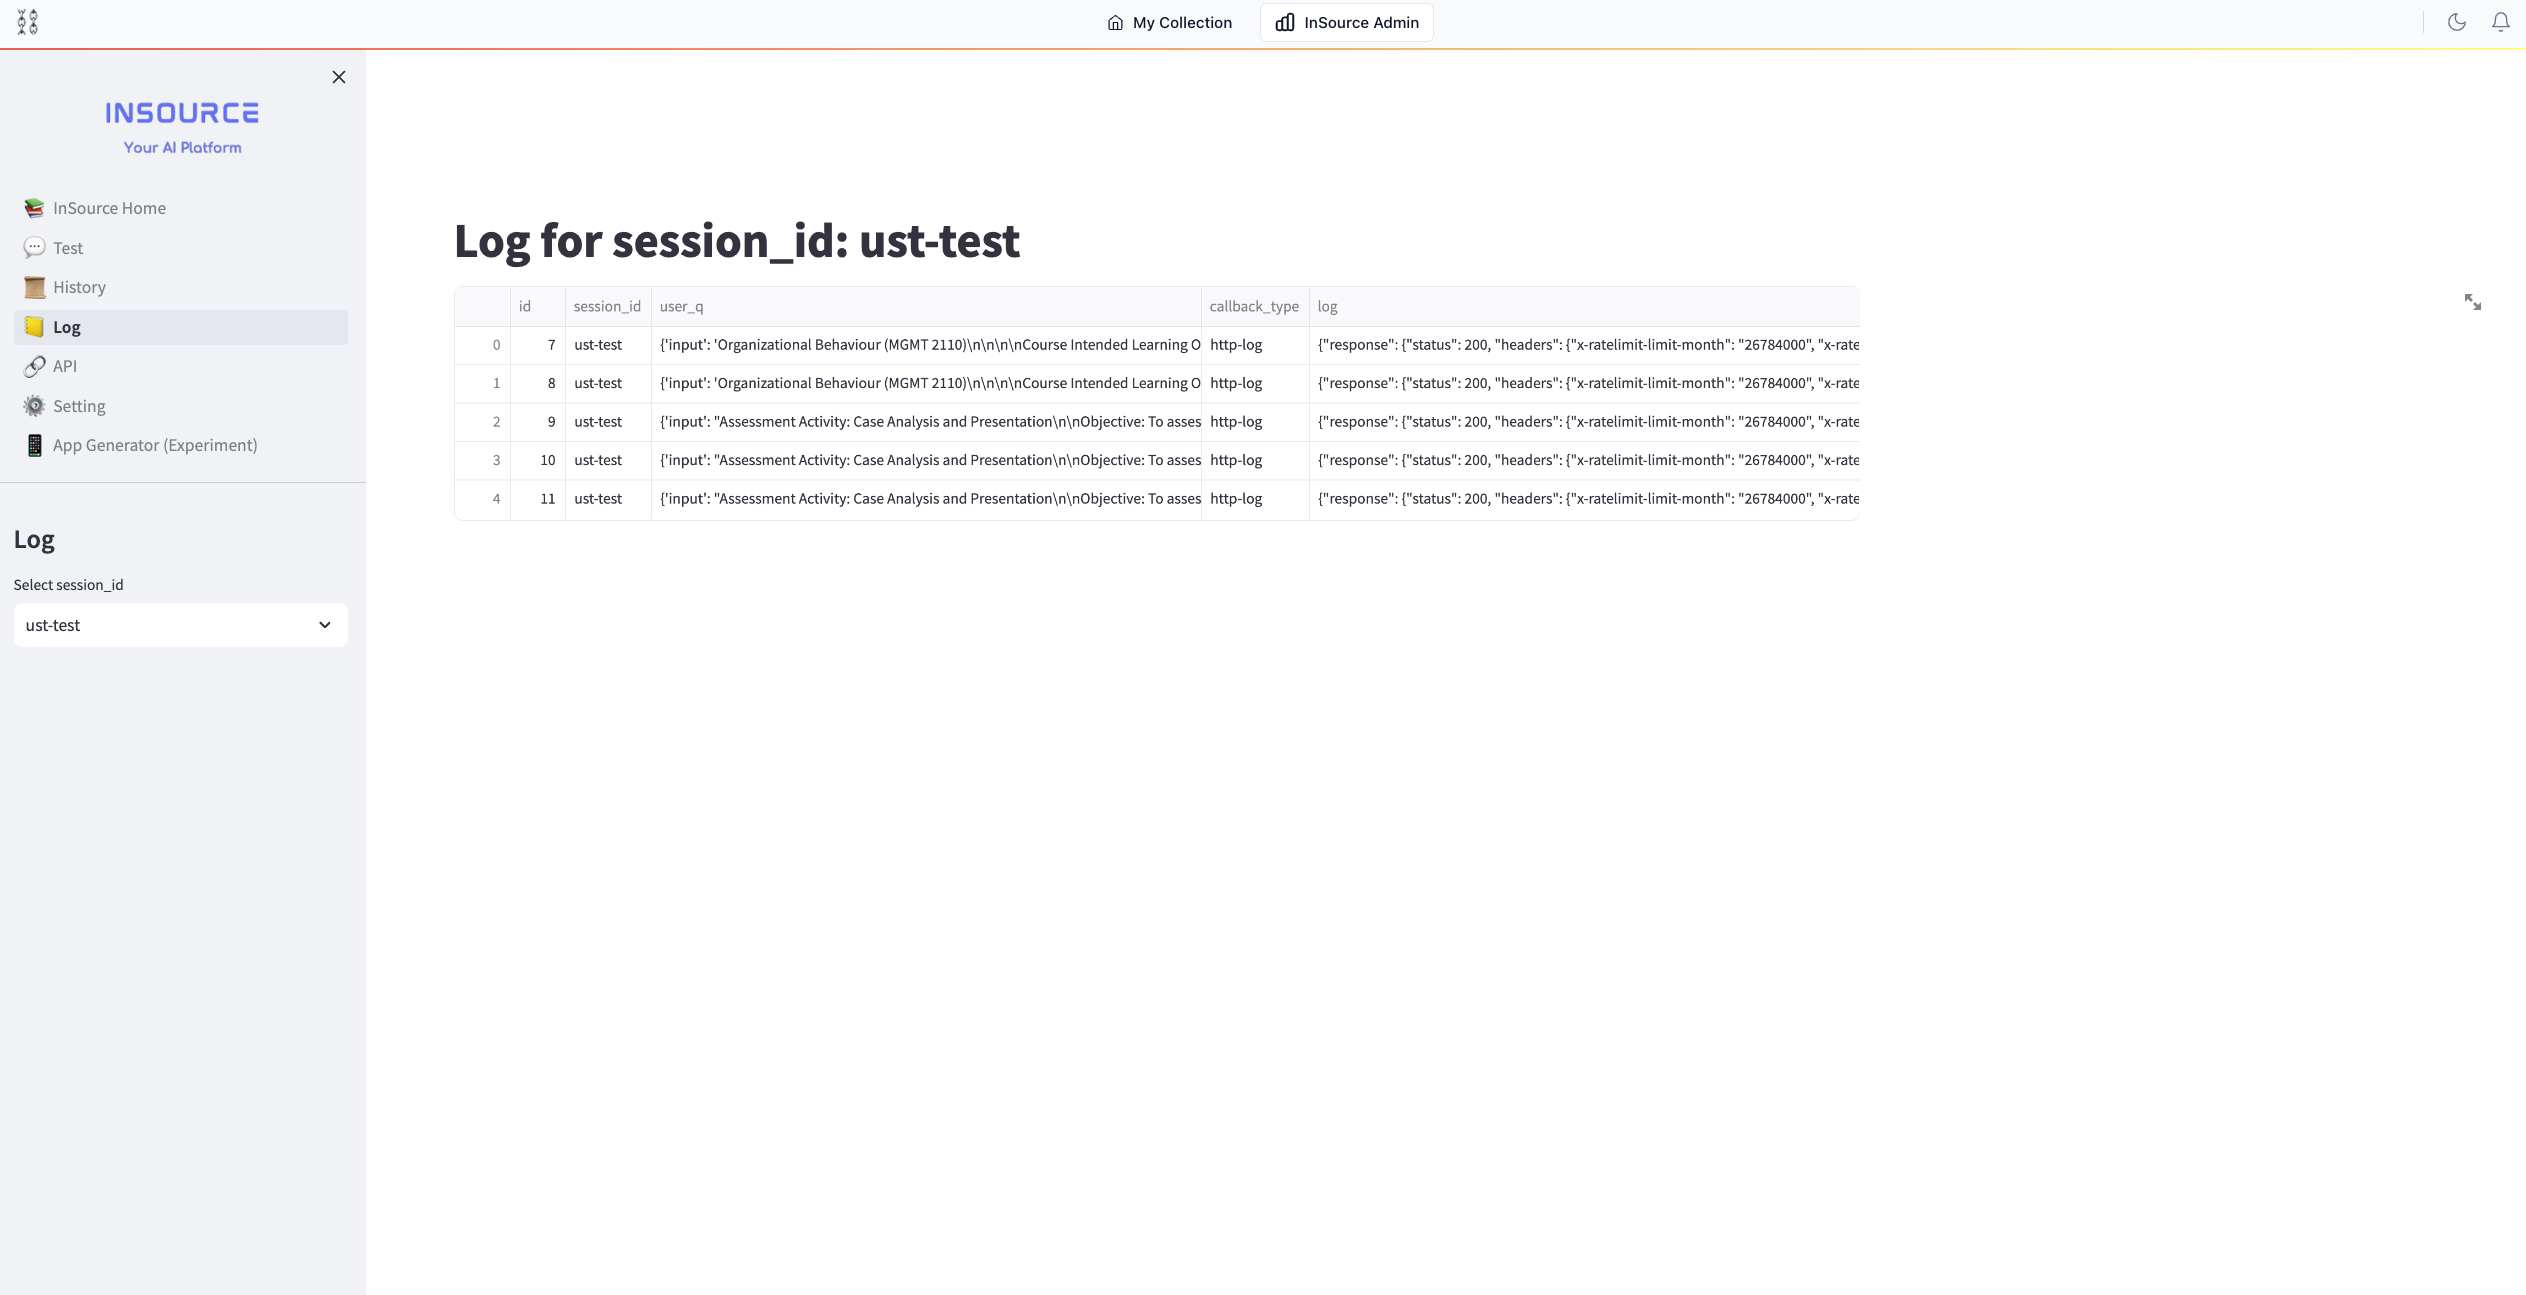 My Collection
InSource Admin
INSOURCE
Your AI Platform
InSource Home
Test
History
Log
API
Setting
App Generator (Experiment)
Log
Select session_id
ust-test
Log for session_id: ust-test
id session_id user_q callback_type log
0 7 ust-test {'input': 'Organizational Behaviour (MGMT 2110)\n\n\n\nCourse Intended Learning O http-log {"response": {"status": 200, "headers": {"x-ratelimit-limit-month": "26784000", "x-rate
1 8 ust-test {'input': 'Organizational Behaviour (MGMT 2110)\n\n\n\nCourse Intended Learning O http-log {"response": {"status": 200, "headers": {"x-ratelimit-limit-month": "26784000", "x-rate
2 9 ust-test {'input': "Assessment Activity: Case Analysis and Presentation\n\nObjective: To asses http-log {"response": {"status": 200, "headers": {"x-ratelimit-limit-month": "26784000", "x-rate
3 10 ust-test {'input': "Assessment Activity: Case Analysis and Presentation\n\nObjective: To asses http-log {"response": {"status": 200, "headers": {"x-ratelimit-limit-month": "26784000", "x-rate
4 11 ust-test {'input': "Assessment Activity: Case Analysis and Presentation\n\nObjective: To asses http-log {"response": {"status": 200, "headers": {"x-ratelimit-limit-month": "26784000", "x-rate